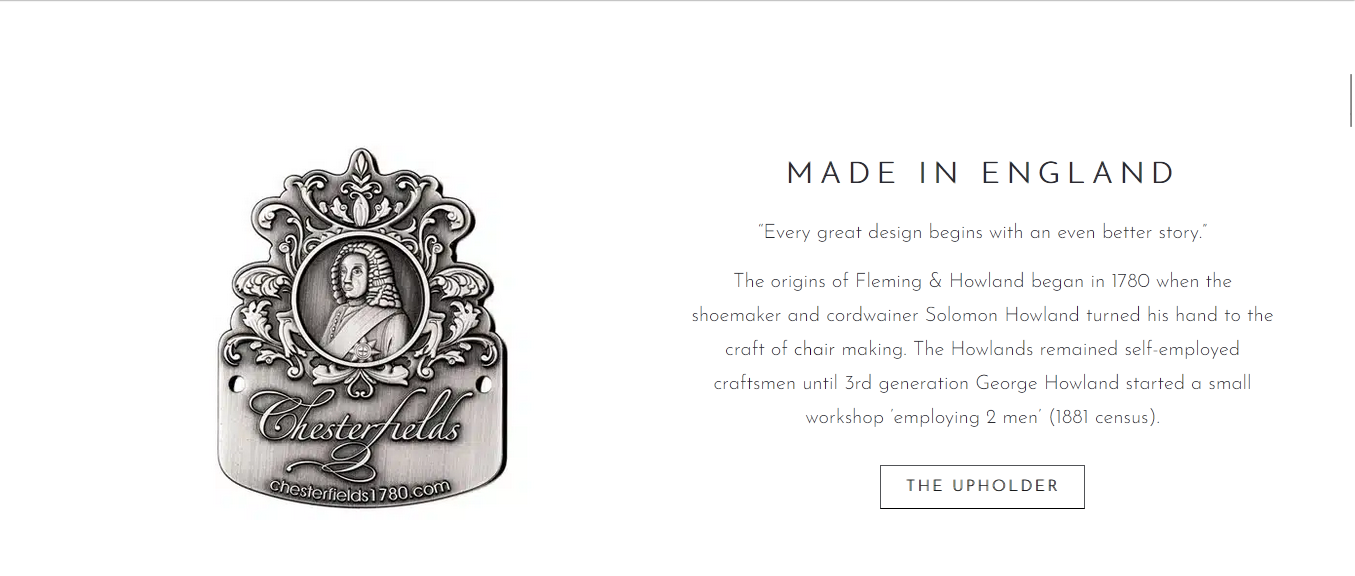 MADE IN ENGLAND
“Every great design begins with an even better story.”
The origins of Fleming & Howland began in 1780 when the
shoemaker and cordwainer Solomon Howland turned his hand to the
craft of chair making. The Howlands remained self-employed
craftsmen until 3rd generation George Howland started a small
workshop ‘employing 2 men’ (1881 census).
THE UPHOLDER
Chesterfields
chesterfields1780.com